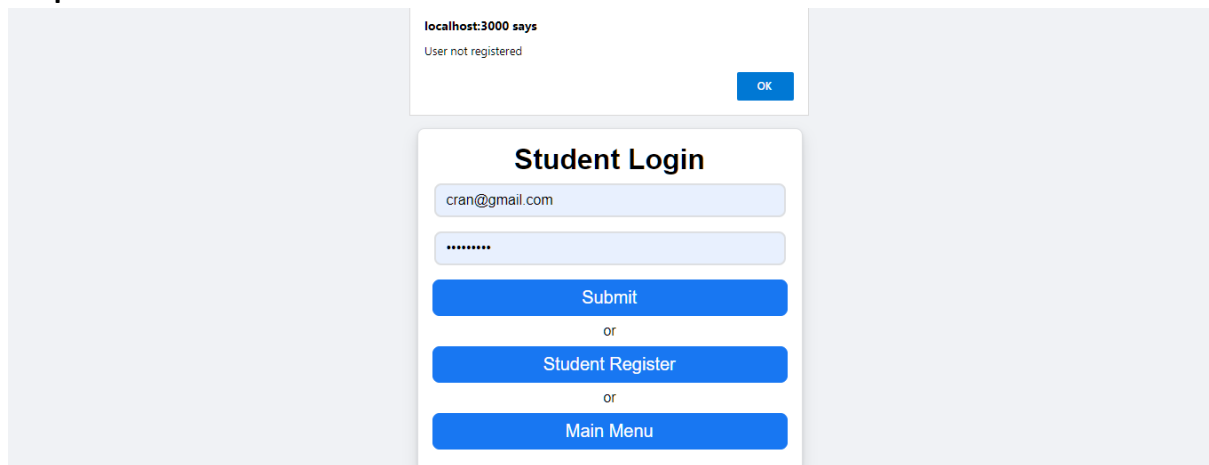 localhost:3000 says
User not registered
OK
Student Login
cran@gmail.com
•••••••••
Submit
or
Student Register
or
Main Menu